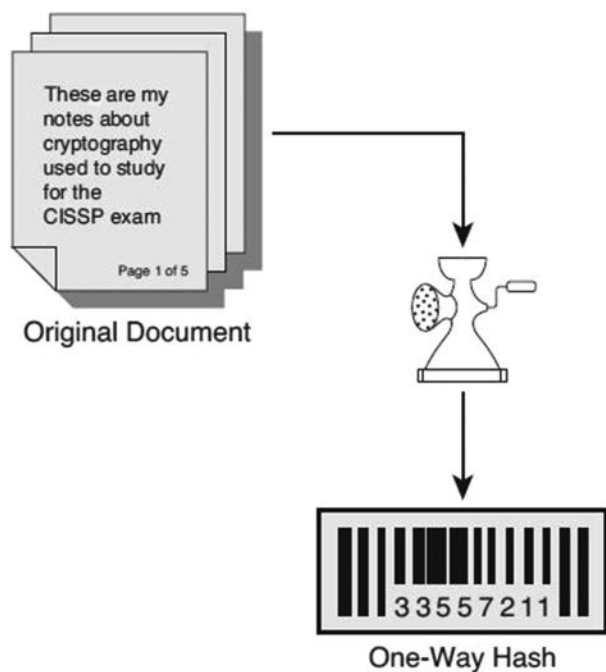 These are my
notes about
cryptography
used to study
for the
CISSP exam
Page 1 of 5
Original Document
33557211
One-Way Hash